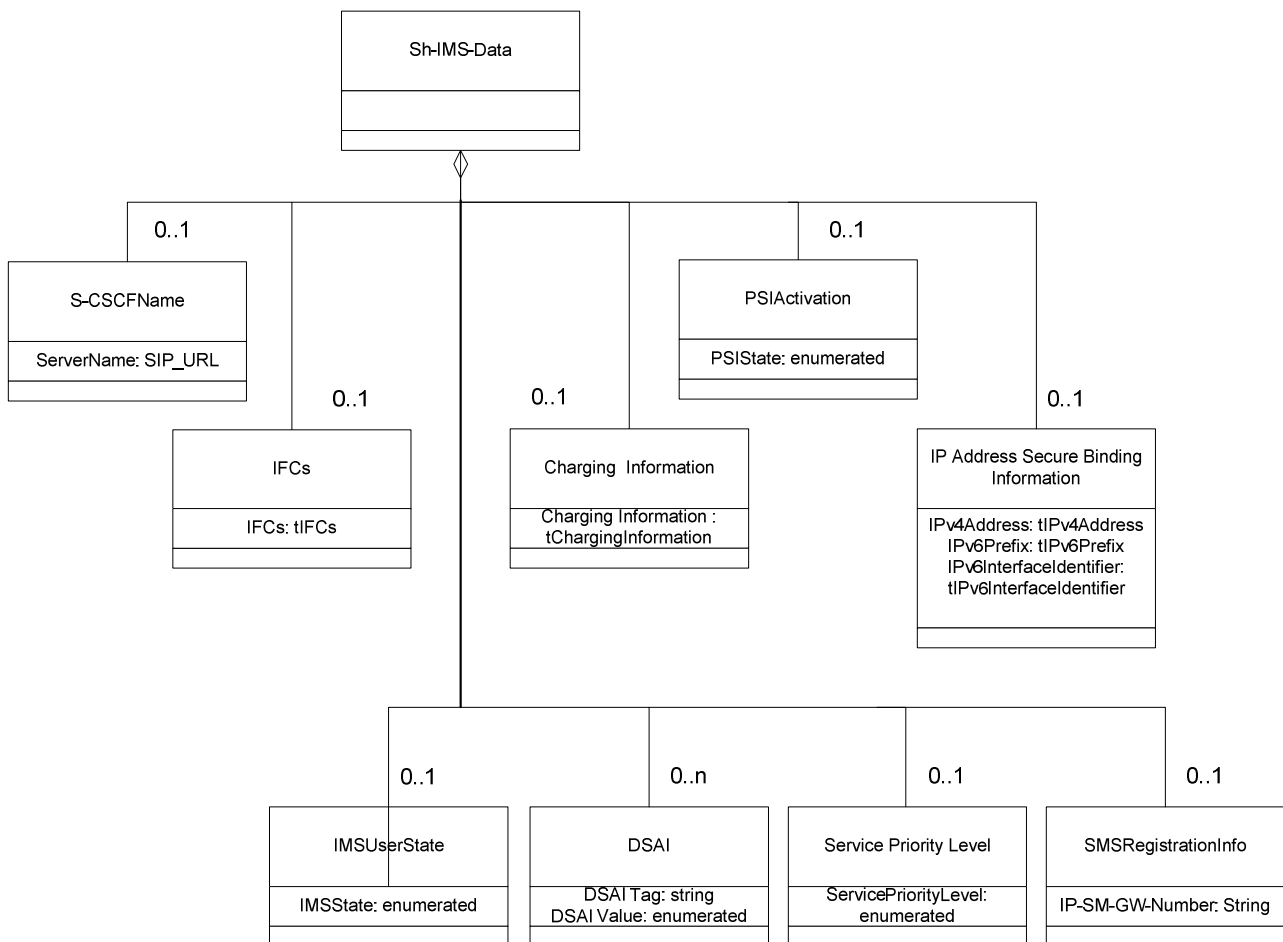 Sh-IMS-Data
0..1
0..1
S-CSCFName
PSIActivation
ServerName: SIP_URL
PSIState: enumerated
0..1
0..1
0..1
IFCs
Charging Information
IP Address Secure Binding
Information
IFCs: tIFCs
Charging Information :
tChargingInformation
IPv4Address: tIPv4Address
IPv6Prefix: tIPv6Prefix
IPv6InterfaceIdentifier:
tIPv6InterfaceIdentifier
0..1
0..n
0..1
0..1
IMSUserState
DSAI
Service Priority Level
SMSRegistrationInfo
IMSState: enumerated
DSAI Tag: string
DSAI Value: enumerated
ServicePriorityLevel:
enumerated
IP-SM-GW-Number: String